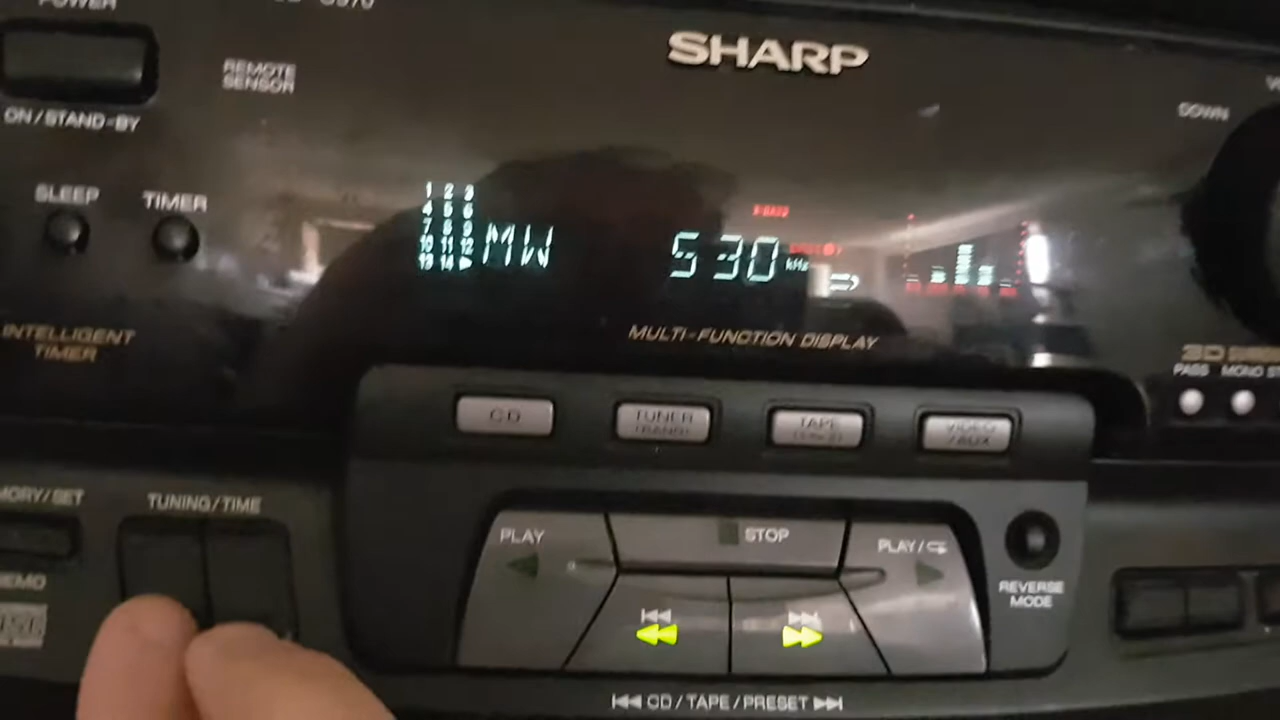 POWER
ON/STAND-BY
REMOTE
SENSOR
SHARP
DOWN
SLEEP
TIMER
1 2 3
4 5 6
7 8 9
10 11 12
13 14
MW
530
kHz
INTELLIGENT
TIMER
MULTI-FUNCTION DISPLAY
3D
PASS
MONO
CD
TUNER
(BAND)
TAPE
VIDEO
/AUX
TUNING/TIME
PLAY
STOP
PLAY/
REVERSE
MODE
CD/TAPE/PRESET